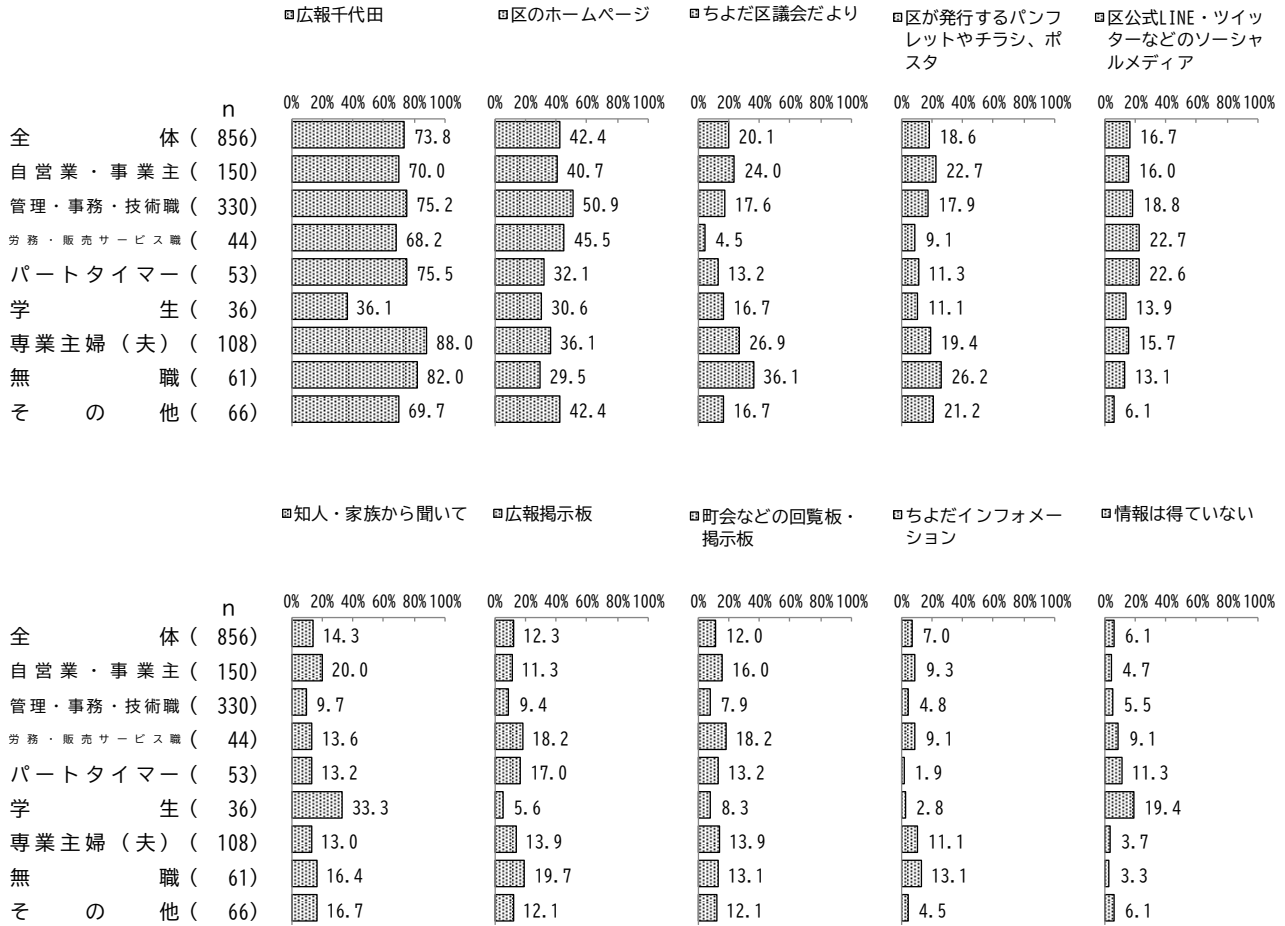 広報千代田 区のホームページ ちよだ区議会だより 区が発行するパンフ 区公式LINE・ツイッ
レットやチラシ、ポ ターなどのソーシャ
スタ ルメディア
0% 20% 40% 60% 80%100% 0% 20% 40% 60% 80%100% 0% 20% 40% 60% 80%100% 0% 20% 40% 60% 80%100% 0% 20% 40% 60% 80%100%
n
全体( 856) 73.8 42.4 20.1 18.6 16.7
自営業・事業主( 150) 70.0 40.7 24.0 22.7 16.0
管理・事務・技術職( 330) 75.2 50.9 17.6 17.9 18.8
労務・販売サービス職( 44) 68.2 45.5 4.5 9.1 22.7
パートタイマー( 53) 75.5 32.1 13.2 11.3 22.6
学生( 36) 36.1 30.6 16.7 11.1 13.9
専業主婦(夫)( 108) 88.0 36.1 26.9 19.4 15.7
無職( 61) 82.0 29.5 36.1 26.2 13.1
その他( 66) 69.7 42.4 16.7 21.2 6.1
知人・家族から聞いて 広報掲示板 町会などの回覧板・ ちよだインフォメー 情報は得ていない
掲示板 ション
0% 20% 40% 60% 80%100% 0% 20% 40% 60% 80%100% 0% 20% 40% 60% 80%100% 0% 20% 40% 60% 80%100% 0% 20% 40% 60% 80%100%
n
全体( 856) 14.3 12.3 12.0 7.0 6.1
自営業・事業主( 150) 20.0 11.3 16.0 9.3 4.7
管理・事務・技術職( 330) 9.7 9.4 7.9 4.8 5.5
労務・販売サービス職( 44) 13.6 18.2 18.2 9.1 9.1
パートタイマー( 53) 13.2 17.0 13.2 1.9 11.3
学生( 36) 33.3 5.6 8.3 2.8 19.4
専業主婦(夫)( 108) 13.0 13.9 13.9 11.1 3.7
無職( 61) 16.4 19.7 13.1 13.1 3.3
その他( 66) 16.7 12.1 12.1 4.5 6.1